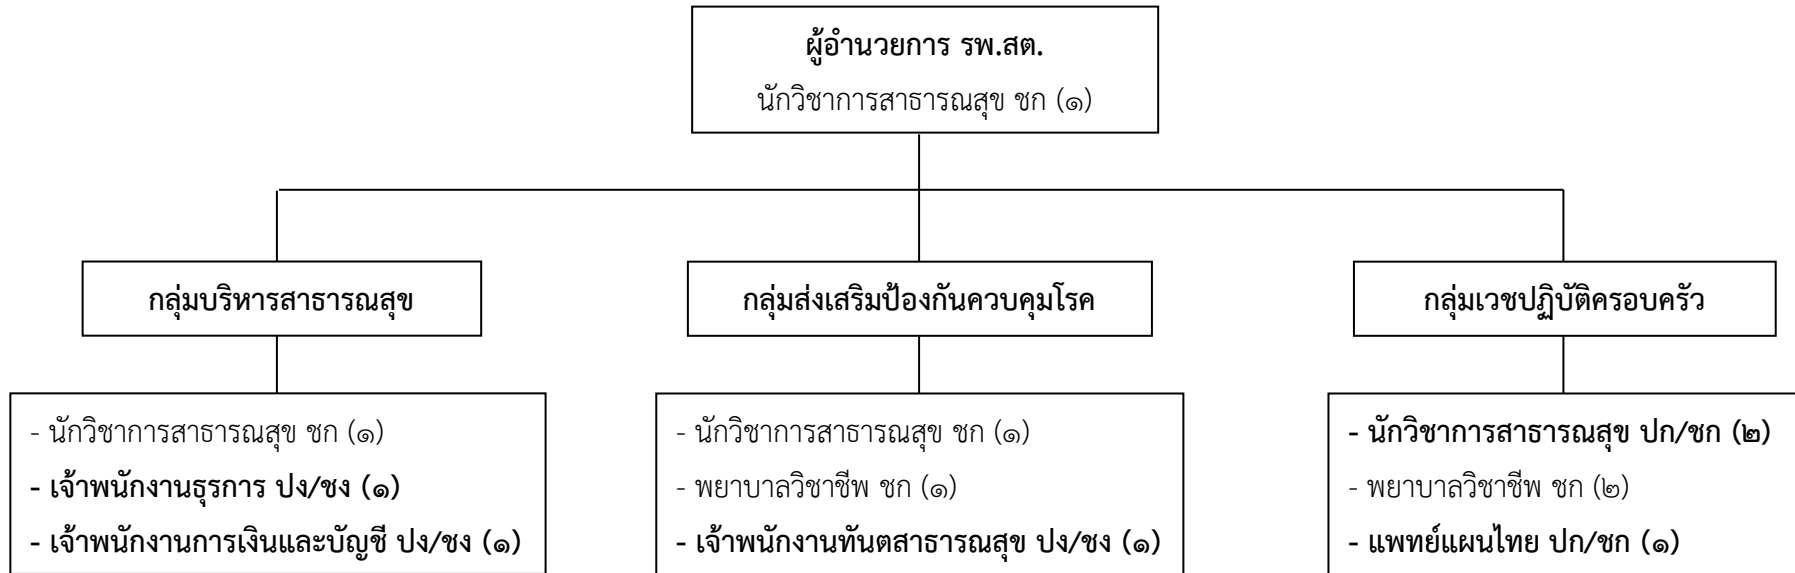 ผู้อำนวยการ รพ.สต.
นักวิชาการสาธารณสุข ชก (๑)
กลุ่มบริหารสาธารณสุข
- นักวิชาการสาธารณสุข ชก (๑)
- เจ้าพนักงานธุรการ ปง/ชง (๑)
- เจ้าพนักงานการเงินและบัญชี ปง/ชง (๑)
กลุ่มส่งเสริมป้องกันควบคุมโรค
- นักวิชาการสาธารณสุข ชก (๑)
- พยาบาลวิชาชีพ ชก (๑)
- เจ้าพนักงานทันตสาธารณสุข ปง/ชง (๑)
กลุ่มเวชปฏิบัติครอบครัว
- นักวิชาการสาธารณสุข ปก/ชก (๒)
- พยาบาลวิชาชีพ ชก (๒)
- แพทย์แผนไทย ปก/ชก (๑)